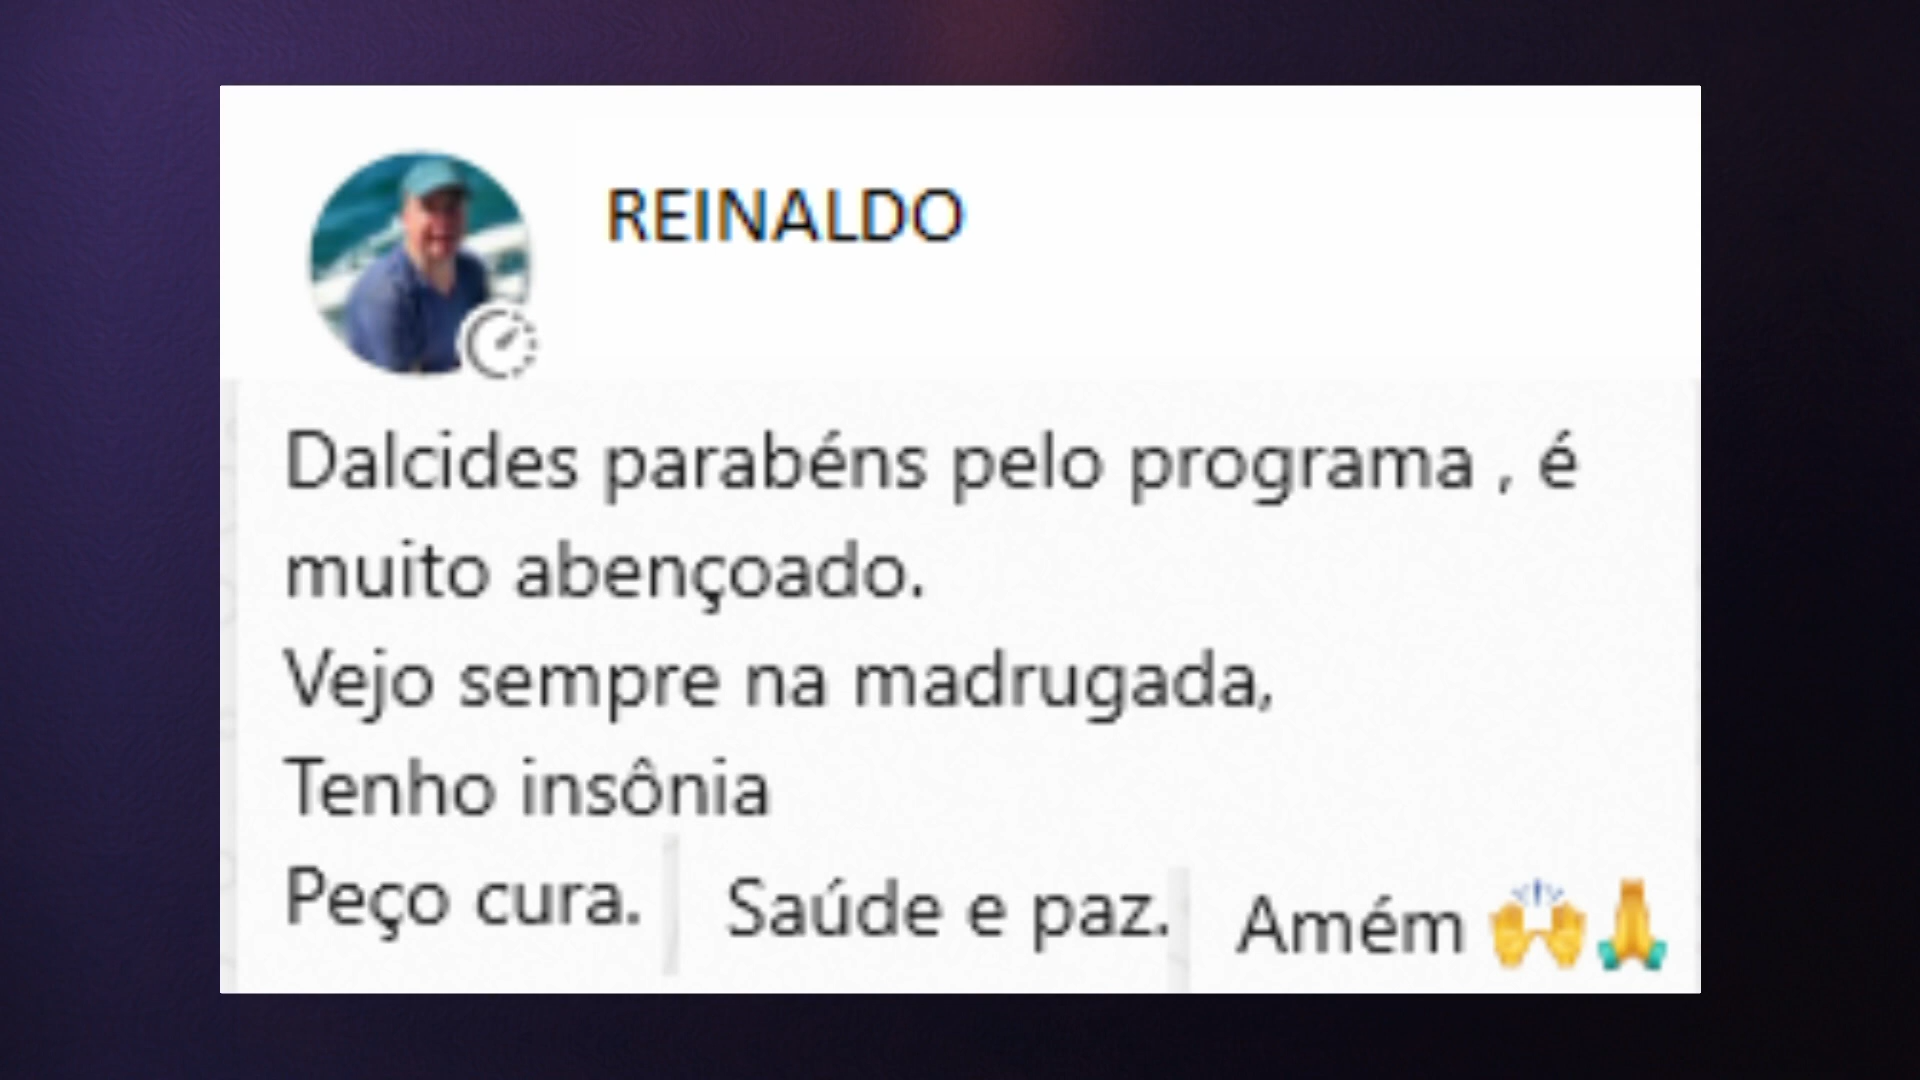 REINALDO
Dalcides parabéns pelo programa , é
muito abençoado.
Vejo sempre na madrugada,
Tenho insônia
Peço cura. Saúde e paz. Amém 🙌🙏